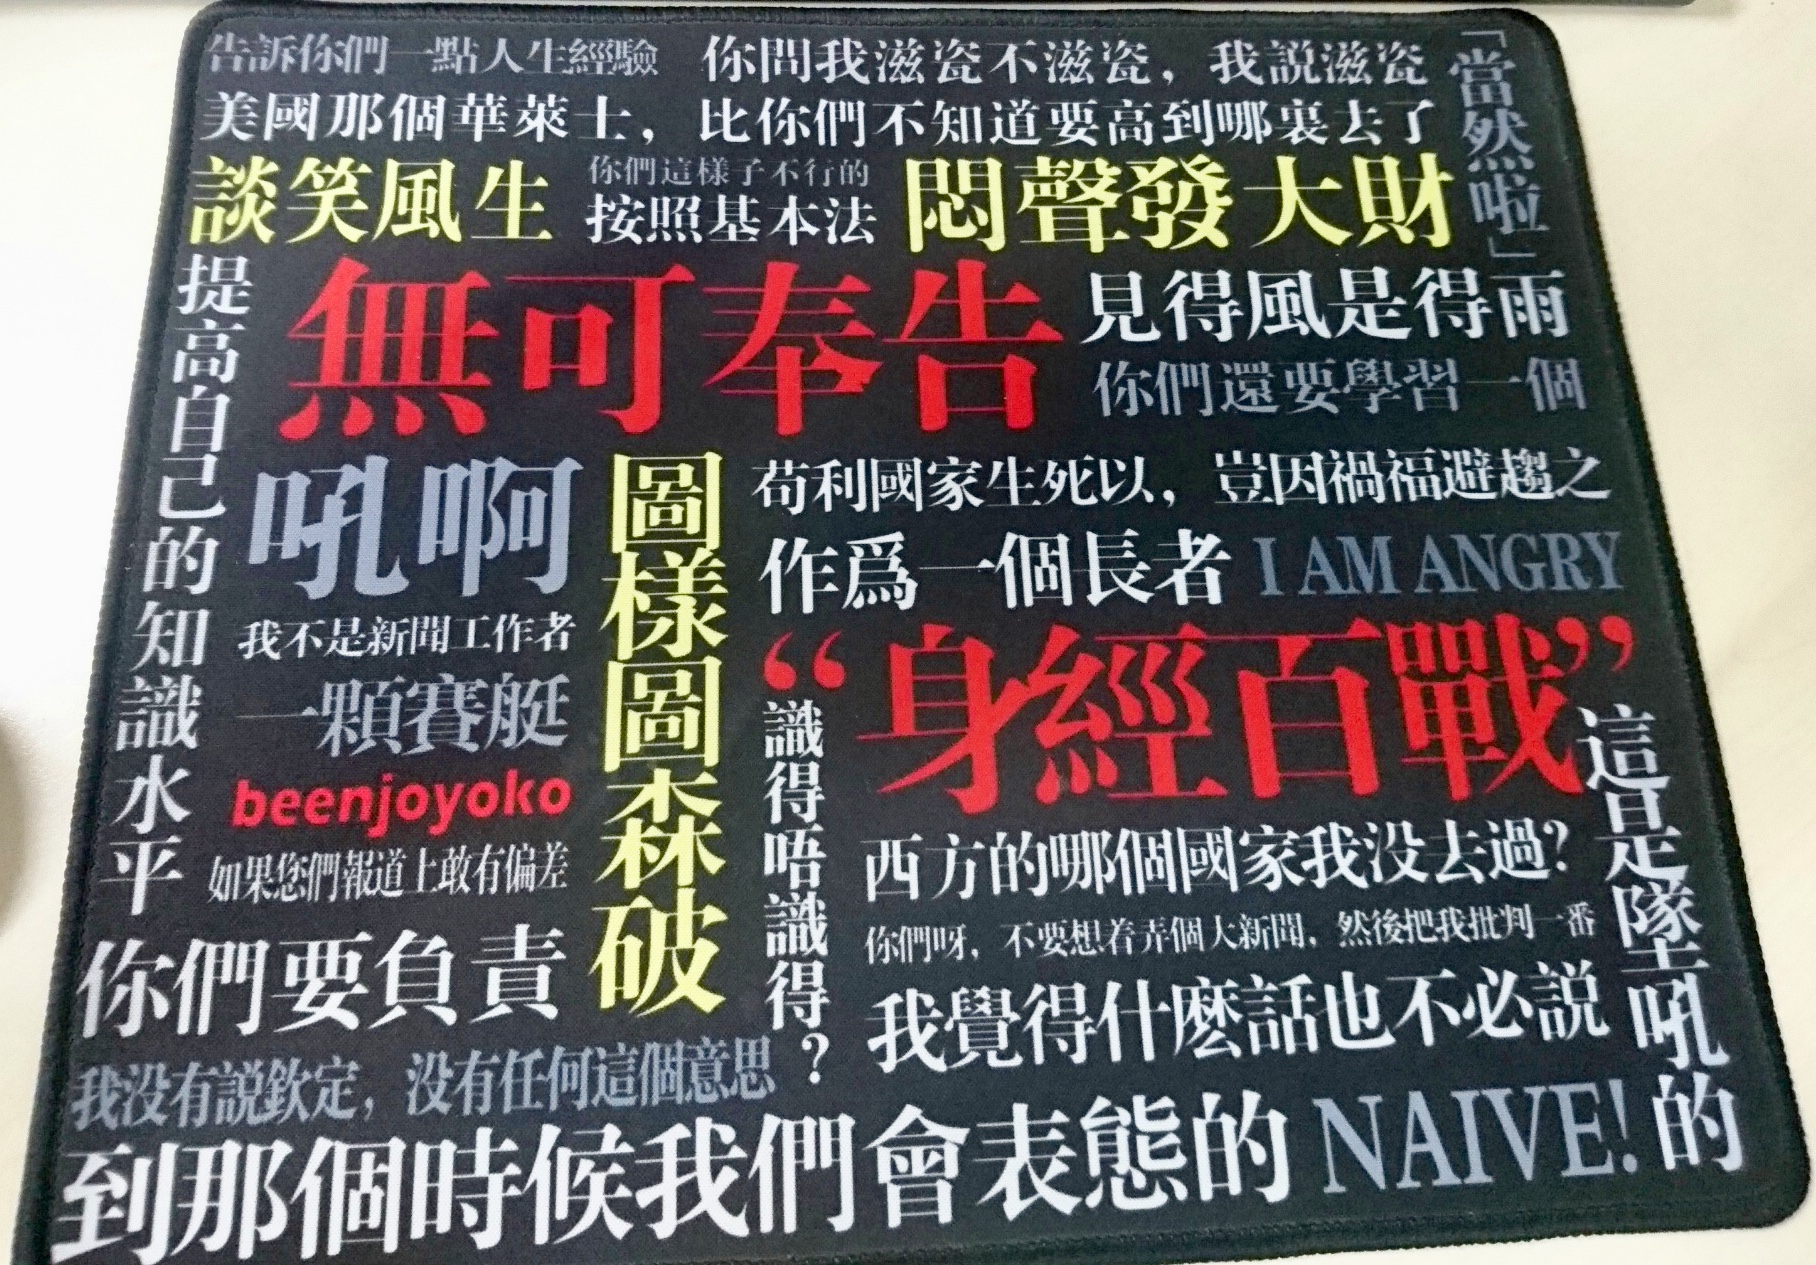 告訴你們一點人生經驗
你問我滋瓷不滋瓷，我説滋瓷
「當然啦」
美國那個華萊士，比你們不知道要高到哪裏去了
談笑風生
你們這樣子不行的
按照基本法
悶聲發大財
提高自己的知識水平
無可奉告
見得風是得雨
你們還要學習一個
吼啊
圖樣圖森破
苟利國家生死以，豈因禍福避趨之
作爲一個長者
I AM ANGRY
我不是新聞工作者
“身經百戰”
一顆賽艇
識得唔識得？
這是墜吼的
beenjoyoko
西方的哪個國家我没去過？
如果您們報道上敢有偏差
你們呀，不要想着弄個大新聞，然後把我批判一番
你們要負責
我覺得什麽話也不必説
我没有説欽定，没有任何這個意思
到那個時候我們會表態的
NAIVE!